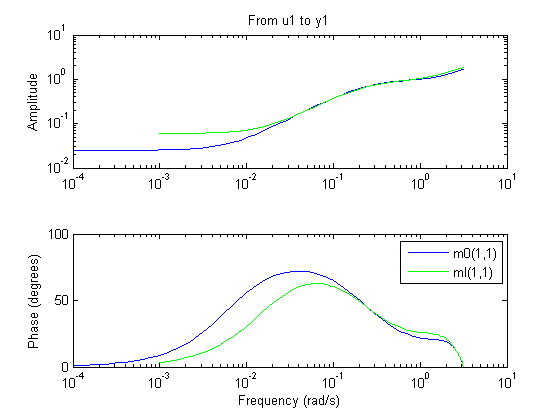 From u1 to y1
Amplitude
10^1
10^0
10^-1
10^-2
10^-4 10^-3 10^-2 10^-1 10^0 10^1
Phase (degrees)
100
50
0
m0(1,1)
ml(1,1)
10^-4 10^-3 10^-2 10^-1 10^0 10^1
Frequency (rad/s)